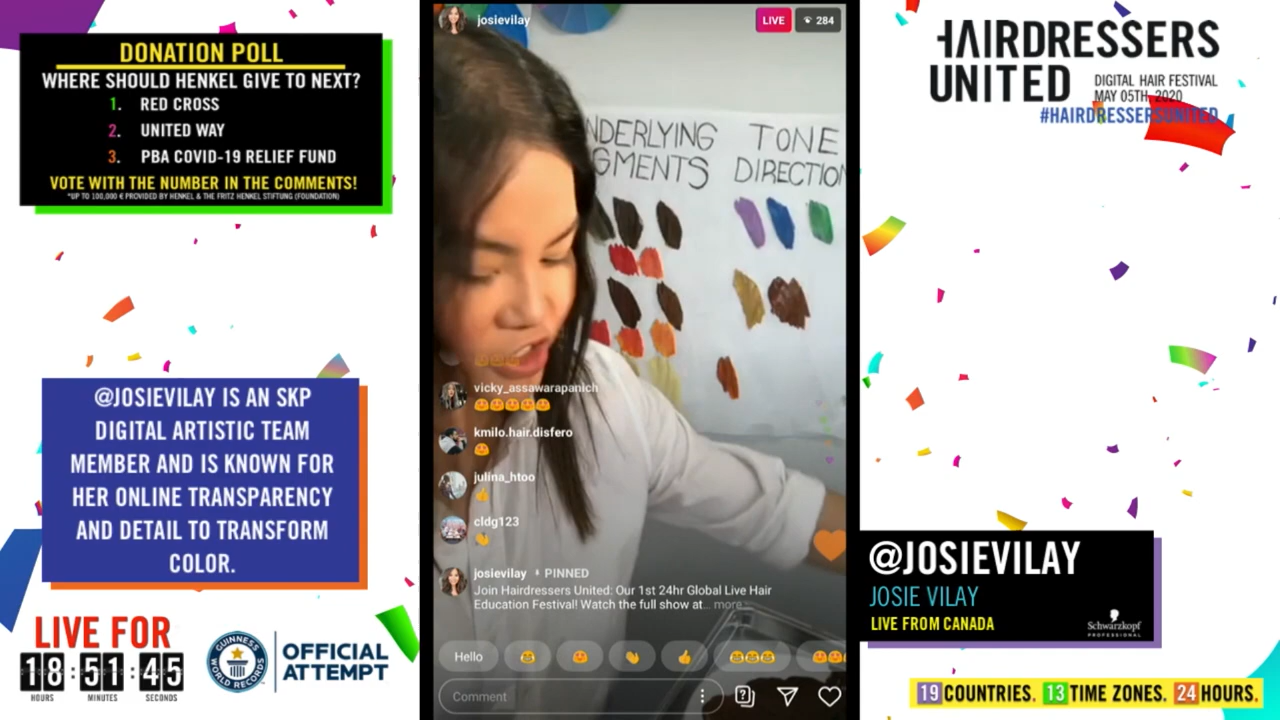 DONATION POLL
WHERE SHOULD HENKEL GIVE TO NEXT?
1. RED CROSS
2. UNITED WAY
3. PBA COVID-19 RELIEF FUND
VOTE WITH THE NUMBER IN THE COMMENTS!
*UP TO 100,000 € PROVIDED BY HENKEL & THE FRITZ HENKEL STIFTUNG (FOUNDATION)
@JOSIEVILAY IS AN SKP
DIGITAL ARTISTIC TEAM
MEMBER AND IS KNOWN FOR
HER ONLINE TRANSPARENCY
AND DETAIL TO TRANSFORM
COLOR.
LIVE FOR
18:51:45
HOURS MINUTES SECONDS
GUINNESS
WORLD RECORDS
OFFICIAL
ATTEMPT
josievilay
LIVE
284
NDERLYING
GMENTS
TONE
DIRECTION
vicky_assawarapanich
kmilo.hair.disfero
julina_htoo
cldg123
josievilay PINNED
Join Hairdressers United: Our 1st 24hr Global Live Hair
Education Festival! Watch the full show at... more
Hello
Comment
HAIRDRESSERS
UNITED
DIGITAL HAIR FESTIVAL
MAY 05TH, 2020
#HAIRDRESSERSUNITED
@JOSIEVILAY
JOSIE VILAY
LIVE FROM CANADA
Schwarzkopf
PROFESSIONAL
19 COUNTRIES. 13 TIME ZONES. 24 HOURS.